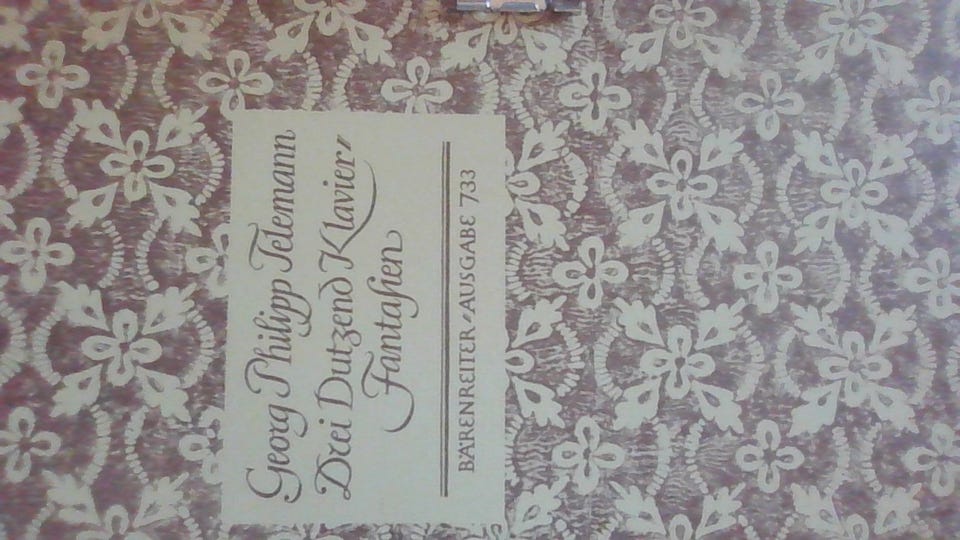 Georg Philipp Telemann
Drei Dutzend Klavier-
Fantasien
BÄRENREITER-AUSGABE 733